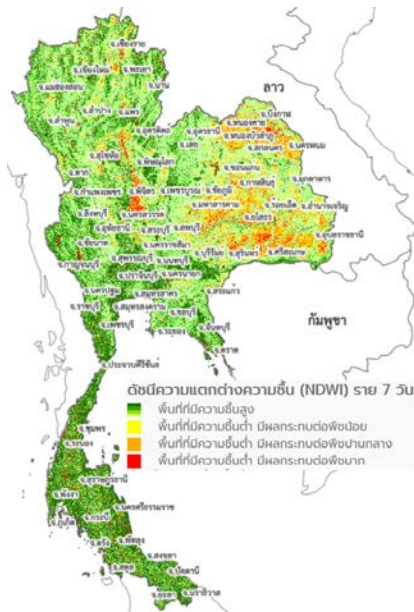 จ.เชียงราย
จ.เชียงใหม่
จ.พะเยา
จ.แม่ฮ่องสอน
จ.น่าน
ลาว
จ.ลำปาง
จ.แพร่
จ.บึงกาฬ
จ.ลำพูน
จ.อุตรดิตถ์
จ.อุดรธานี
จ.หนองคาย
จ.เลย
จ.หนองบัวลำภู
จ.นครพนม
จ.สุโขทัย
จ.สกลนคร
จ.พิษณุโลก
จ.ตาก
จ.ขอนแก่น
จ.มุกดาหาร
จ.กำแพงเพชร
จ.พิจิตร
จ.เพชรบูรณ์
จ.ชัยภูมิ
จ.กาฬสินธุ์
จ.มหาสารคาม
จ.ร้อยเอ็ด
จ.อำนาจเจริญ
จ.สิงห์บุรี
จ.นครสวรรค์
จ.ยโสธร
จ.อุทัยธานี
จ.สระบุรี
จ.ลพบุรี
จ.อุบลราชธานี
จ.ชัยนาท
จ.นครราชสีมา
จ.บุรีรัมย์
จ.สุรินทร์
จ.ศรีสะเกษ
จ.สุพรรณบุรี
จ.นนทบุรี
จ.กาญจนบุรี
จ.ปราจีนบุรี
จ.นครนายก
จ.นครปฐม
จ.สมุทรสาคร
จ.สระแก้ว
จ.ราชบุรี
จ.สมุทรสงคราม
จ.ชลบุรี
กัมพูชา
จ.เพชรบุรี
จ.ระยอง
จ.จันทบุรี
จ.ตราด
จ.ประจวบคีรีขันธ์
ดัชนีความแตกต่างความชื้น (NDWI) ราย 7 วัน
พื้นที่ที่มีความชื้นสูง
พื้นที่ที่มีความชื้นต่ำ มีผลกระทบต่อพืชน้อย
พื้นที่ที่มีความชื้นต่ำ มีผลกระทบต่อพืชปานกลาง
พื้นที่ที่มีความชื้นต่ำ มีผลกระทบต่อพืชมาก
จ.ชุมพร
จ.ระนอง
จ.สุราษฎร์ธานี
จ.พังงา
จ.นครศรีธรรมราช
จ.ภูเก็ต
จ.กระบี่
จ.ตรัง
จ.พัทลุง
จ.สงขลา
จ.สตูล
จ.ปัตตานี
จ.ยะลา
จ.นราธิวาส